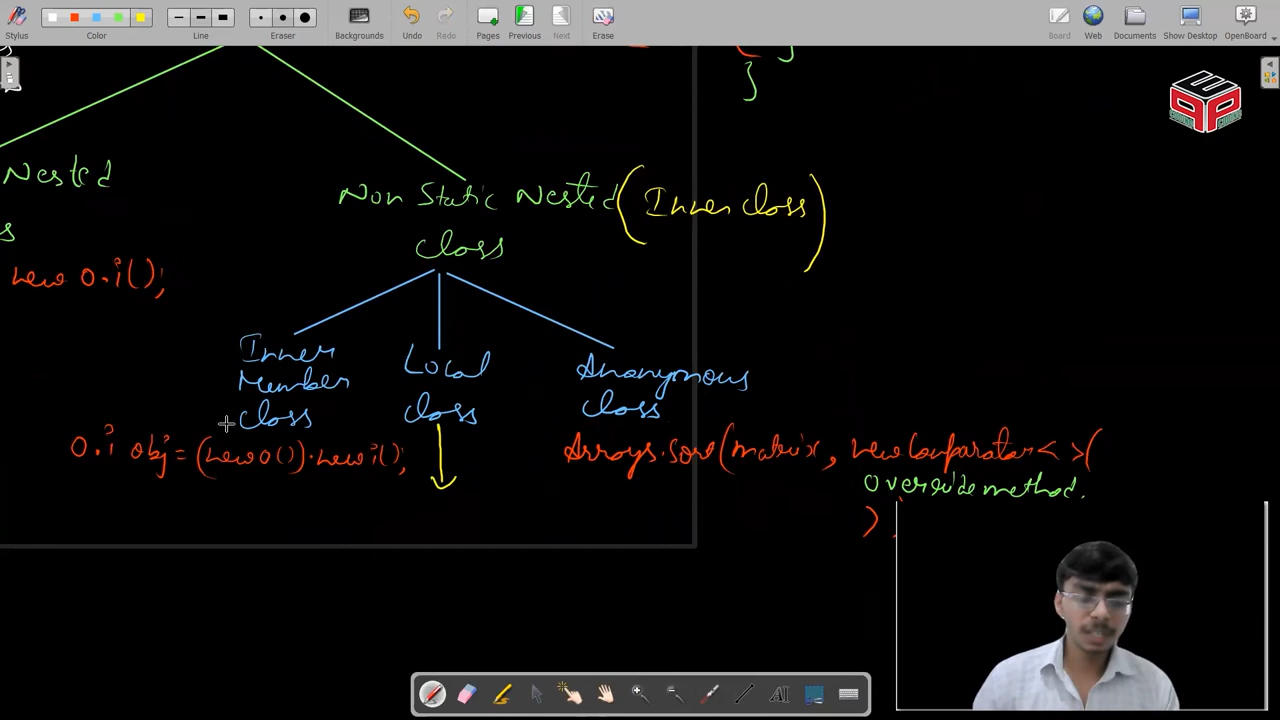 Stylus Color Line Eraser Backgrounds Undo Redo Pages Previous Next Erase Board Web Documents Show Desktop OpenBoard
}
}
Nested
s
new O.i();
Non Static Nested (Inner Class)
Class
Inner
Member
Class
Local
Class
Anonymous
Class
O.i obj = (new O()).new i();
Arrays.sort(matrix, new Comparator< >(
override method.
)
AI